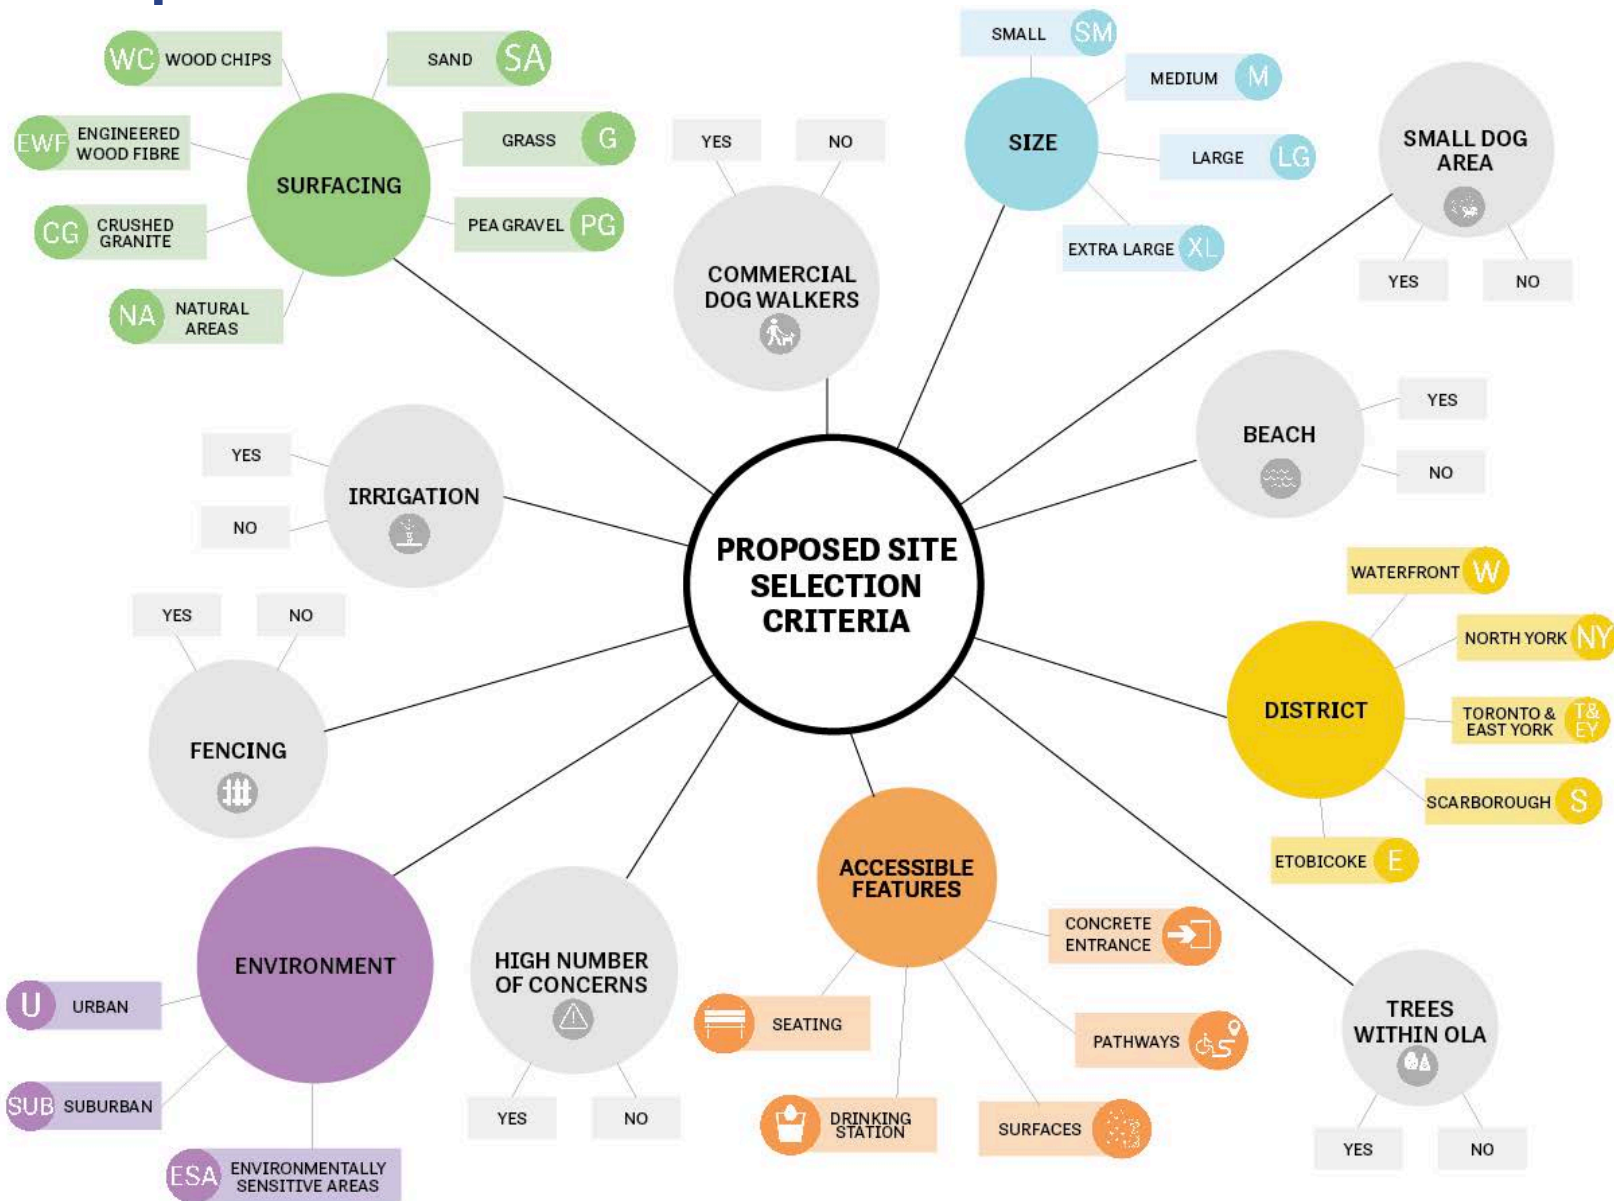 WC WOOD CHIPS
SAND SA
EWF ENGINEERED
WOOD FIBRE
GRASS G
SURFACING
CG CRUSHED
GRANITE
PEA GRAVEL PG
NA NATURAL
AREAS
YES
NO
COMMERCIAL
DOG WALKERS
SMALL SM
MEDIUM M
SIZE
LARGE LG
EXTRA LARGE XL
SMALL DOG
AREA
YES
NO
BEACH
YES
NO
YES
IRRIGATION
NO
PROPOSED SITE
SELECTION
CRITERIA
YES
NO
FENCING
WATERFRONT W
NORTH YORK NY
DISTRICT
TORONTO &
EAST YORK
T&
EY
SCARBOROUGH S
ETOBICOKE E
ENVIRONMENT
U URBAN
SUB SUBURBAN
ESA ENVIRONMENTALLY
SENSITIVE AREAS
HIGH NUMBER
OF CONCERNS
YES
NO
ACCESSIBLE
FEATURES
CONCRETE
ENTRANCE
SEATING
PATHWAYS
DRINKING
STATION
SURFACES
TREES
WITHIN OLA
YES
NO